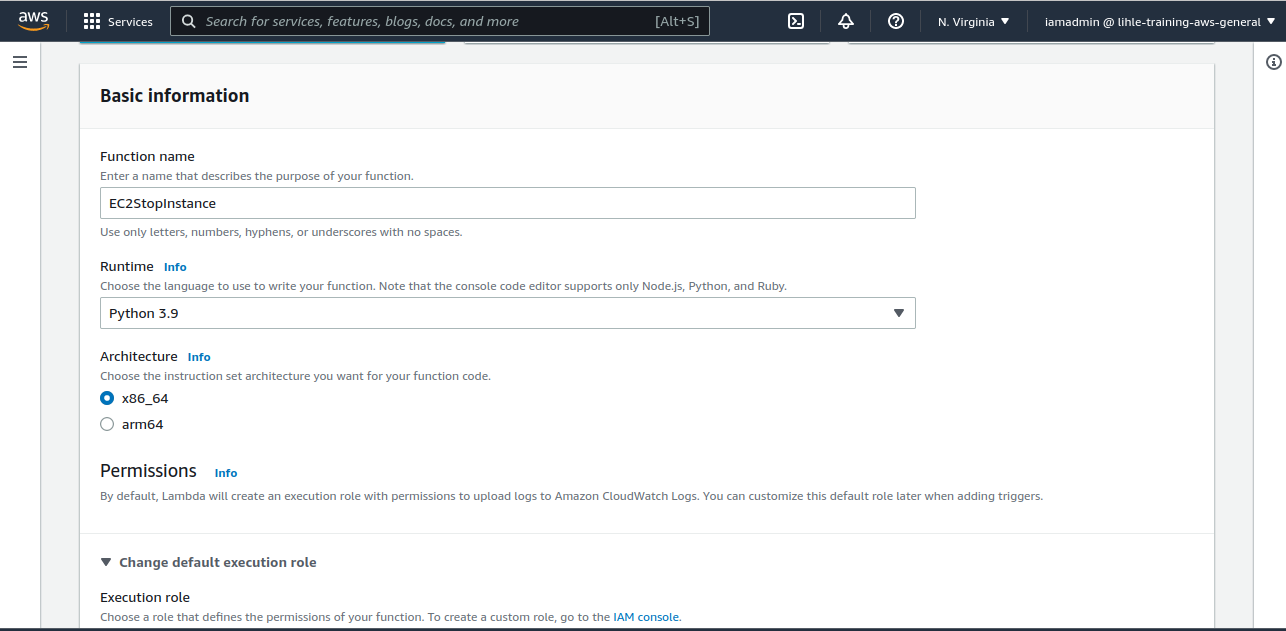 aws Services Search for services, features, blogs, docs, and more [Alt+S] N. Virginia iamadmin @ lihle-training-aws-general
Basic information
Function name
Enter a name that describes the purpose of your function.
EC2StopInstance
Use only letters, numbers, hyphens, or underscores with no spaces.
Runtime Info
Choose the language to use to write your function. Note that the console code editor supports only Node.js, Python, and Ruby.
Python 3.9
Architecture Info
Choose the instruction set architecture you want for your function code.
x86_64
arm64
Permissions Info
By default, Lambda will create an execution role with permissions to upload logs to Amazon CloudWatch Logs. You can customize this default role later when adding triggers.
Change default execution role
Execution role
Choose a role that defines the permissions of your function. To create a custom role, go to the IAM console.